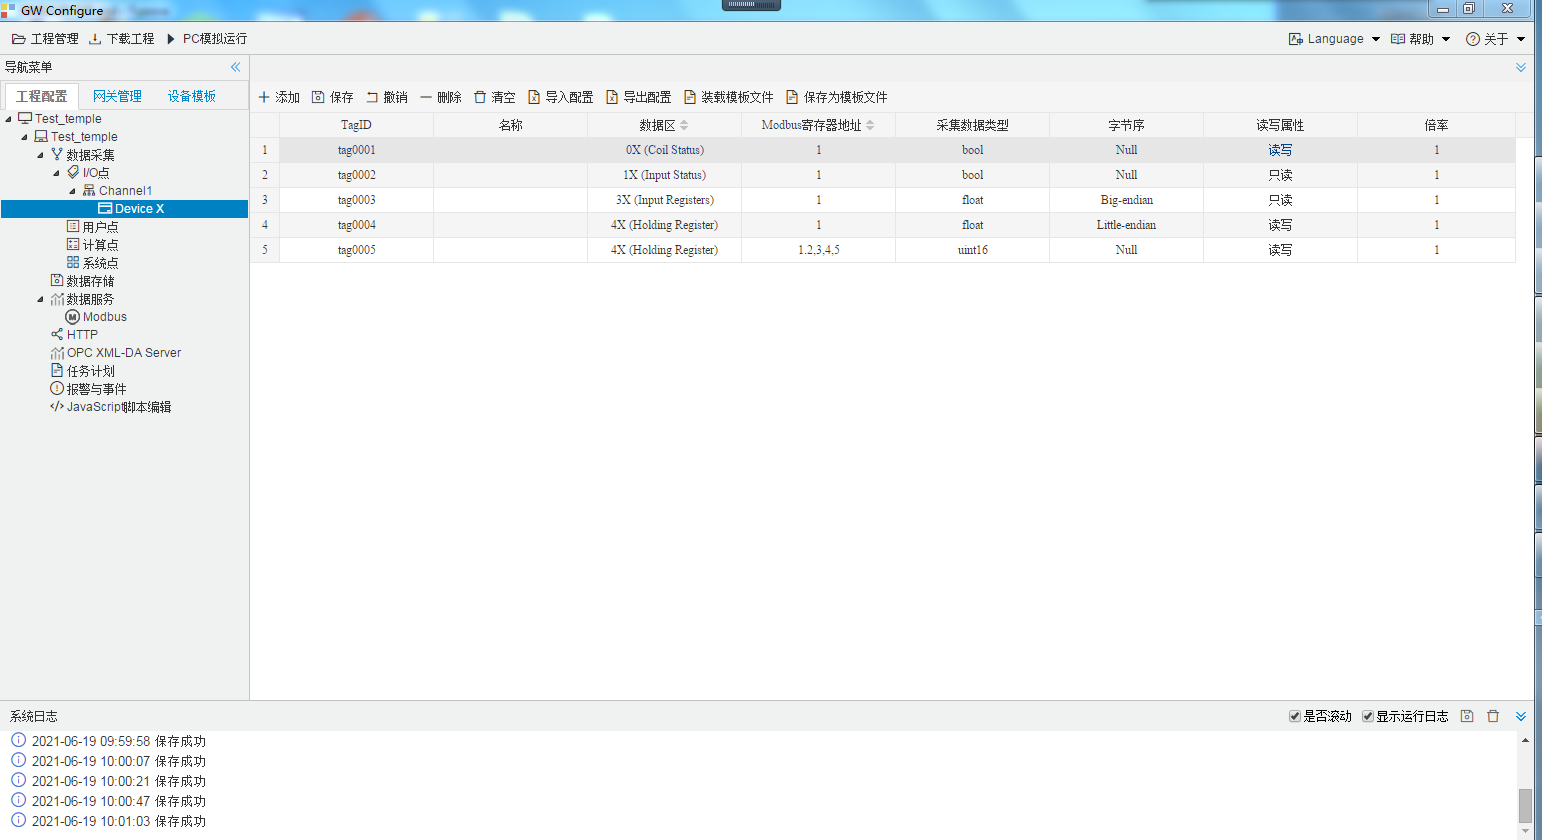 GW Configure
工程管理 下载工程 PC模拟运行 Language 帮助 关于
导航菜单
工程配置 网关管理 设备模板
添加 保存 撤销 删除 清空 导入配置 导出配置 装载模板文件 保存为模板文件
Test_temple
Test_temple
数据采集
I/O点
Channel1
Device X
用户点
计算点
系统点
数据存储
数据服务
Modbus
HTTP
OPC XML-DA Server
任务计划
报警与事件
JavaScript脚本编辑
TagID 名称 数据区 Modbus寄存器地址 采集数据类型 字节序 读写属性 倍率
1 tag0001 0X (Coil Status) 1 bool Null 读写 1
2 tag0002 1X (Input Status) 1 bool Null 只读 1
3 tag0003 3X (Input Registers) 1 float Big-endian 只读 1
4 tag0004 4X (Holding Register) 1 float Little-endian 读写 1
5 tag0005 4X (Holding Register) 1.2,3,4,5 uint16 Null 读写 1
系统日志 是否滚动 显示运行日志
2021-06-19 09:59:58 保存成功
2021-06-19 10:00:07 保存成功
2021-06-19 10:00:21 保存成功
2021-06-19 10:00:47 保存成功
2021-06-19 10:01:03 保存成功